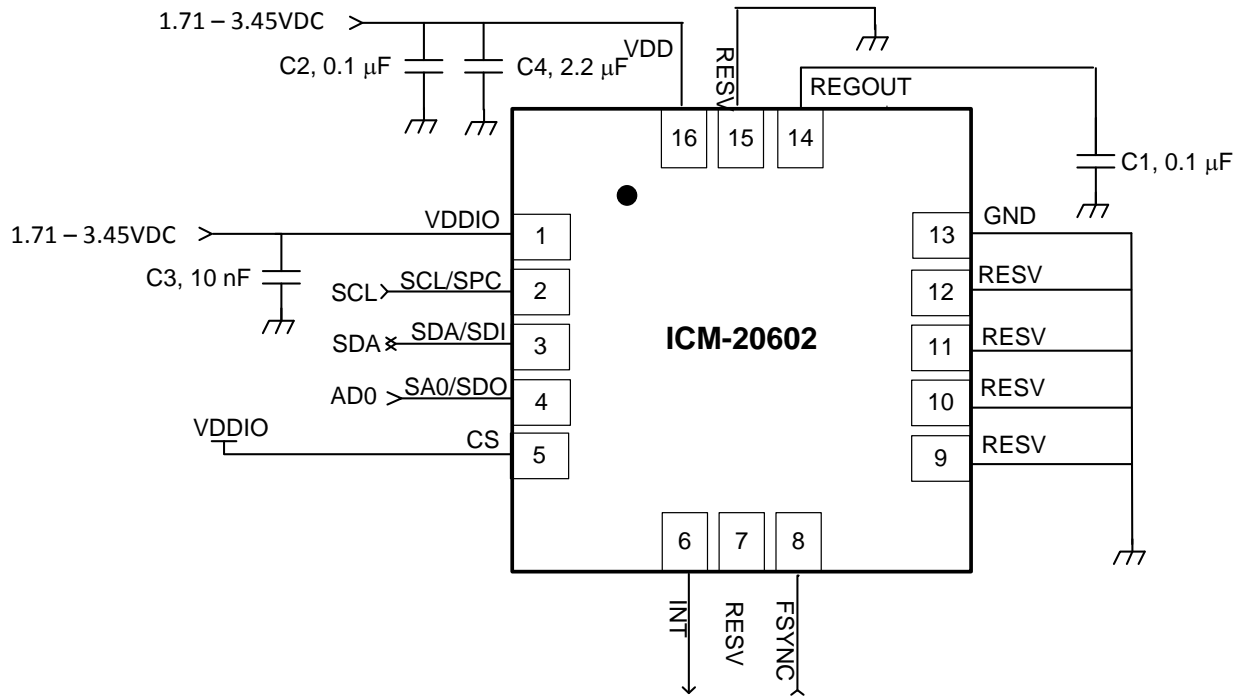 1.71 – 3.45VDC
VDD
C2, 0.1 μF
C4, 2.2 μF
RESV
REGOUT
16
15
14
C1, 0.1 μF
VDDIO
1.71 – 3.45VDC
1
C3, 10 nF
SCL
SCL/SPC
2
SDA
SDA/SDI
3
AD0
SA0/SDO
4
VDDIO
CS
5
ICM-20602
13
GND
12
RESV
11
RESV
10
RESV
9
RESV
6
7
8
INT
RESV
FSYNC